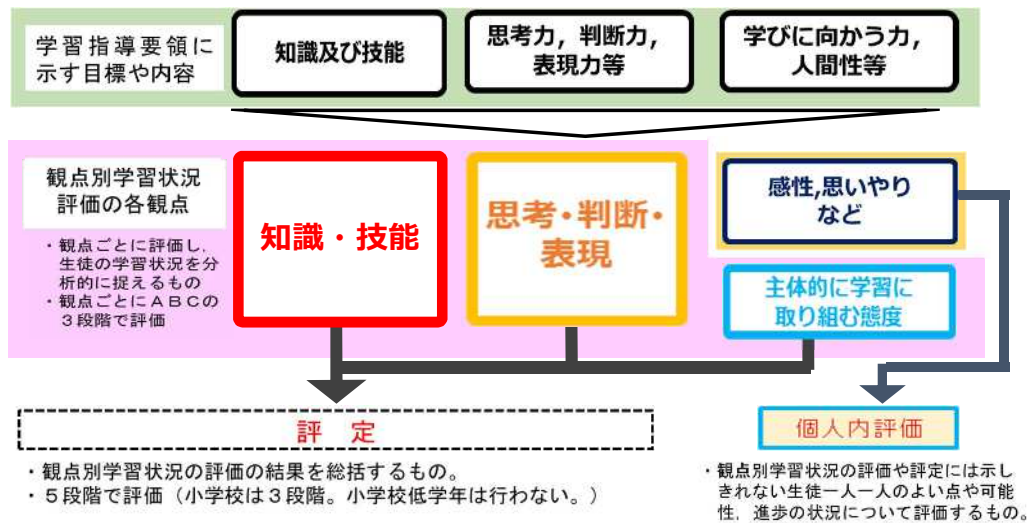 学習指導要領に
示す目標や内容
知識及び技能
思考力，判断力，
表現力等
学びに向かう力，
人間性等
観点別学習状況
評価の各観点
・観点ごとに評価し，
生徒の学習状況を分
析的に捉えるもの
・観点ごとにＡＢＣの
３段階で評価
知識・技能
思考・判断・
表現
感性,思いやり
など
主体的に学習に
取り組む態度
評　定
・観点別学習状況の評価の結果を総括するもの。
・５段階で評価（小学校は３段階。小学校低学年は行わない。）
個人内評価
・観点別学習状況の評価や評定には示し
きれない生徒一人一人のよい点や可能
性，進歩の状況について評価するもの。